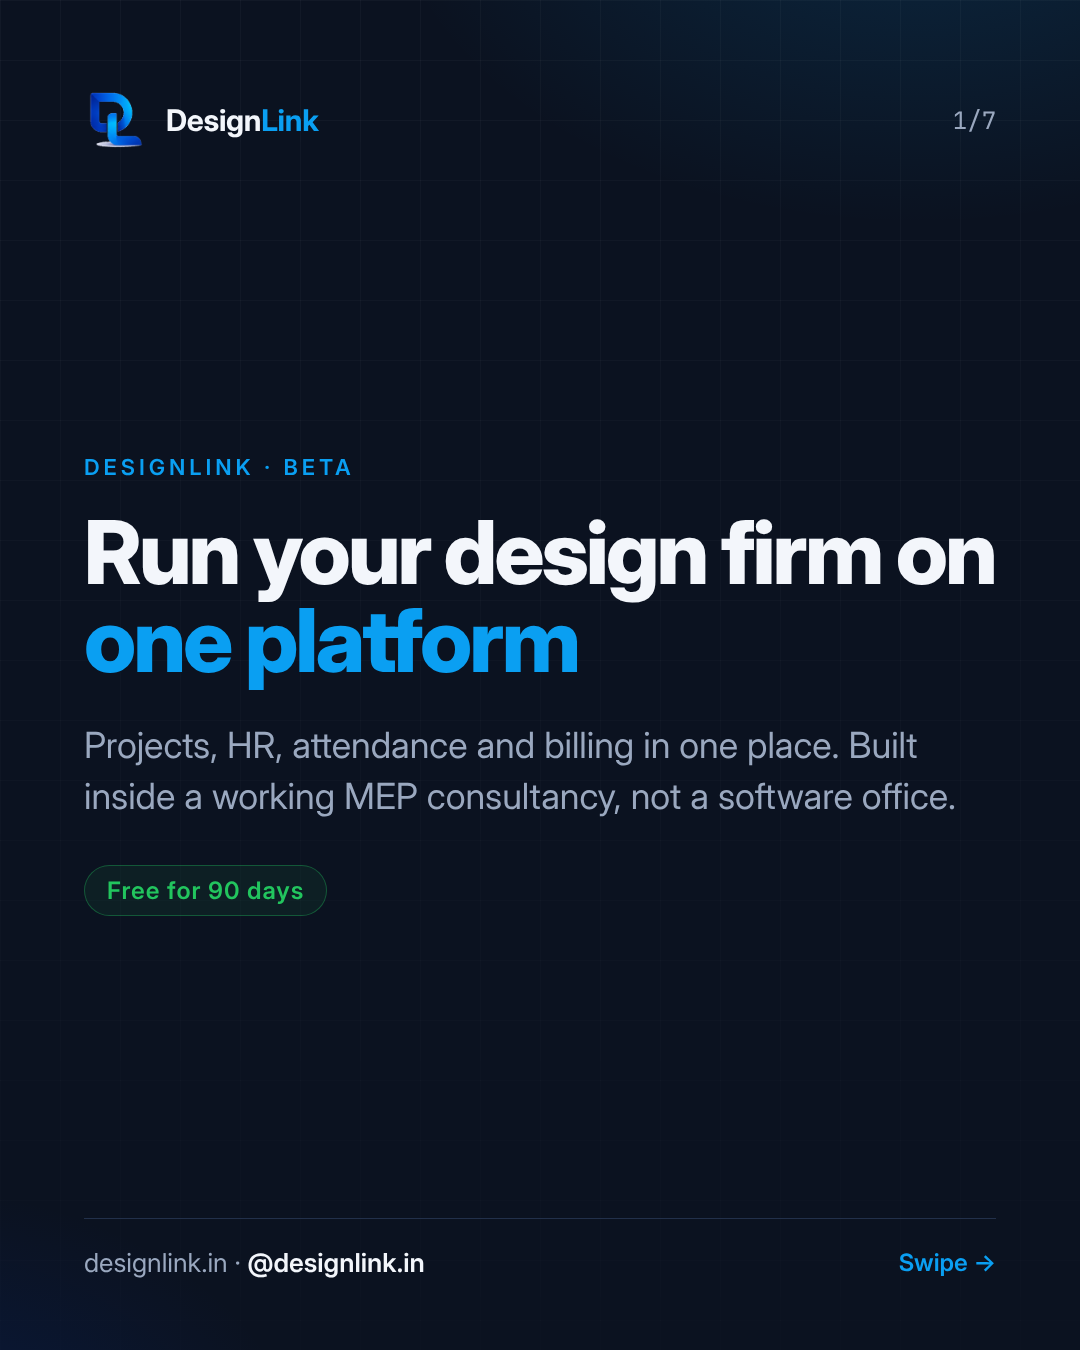 DesignLink
1/7
DESIGNLINK · BETA
Run your design firm on
one platform
Projects, HR, attendance and billing in one place. Built
inside a working MEP consultancy, not a software office.
Free for 90 days
designlink.in · @designlink.in
Swipe →